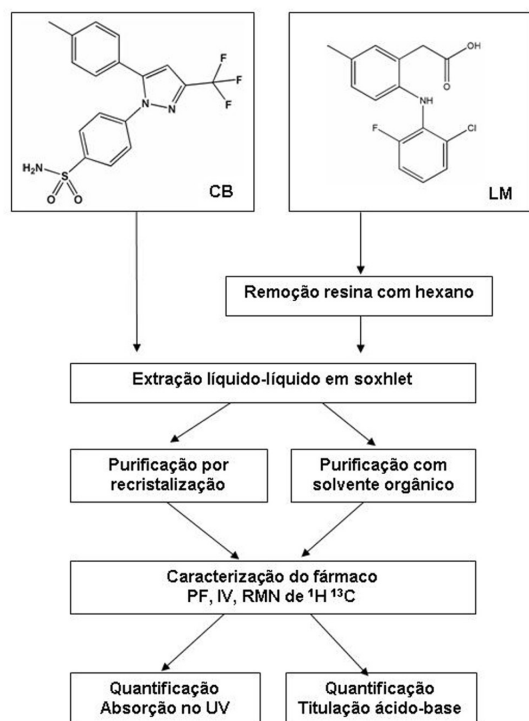 F
F
F
N
N
H₂N
S
O
O
CB
OH
O
NH
F
Cl
LM
Remoção resina com hexano
Extração líquido-líquido em soxhlet
Purificação por
recristalização
Purificação com
solvente orgânico
Caracterização do fármaco
PF, IV, RMN de ¹H ¹³C
Quantificação
Absorção no UV
Quantificação
Titulação ácido-base